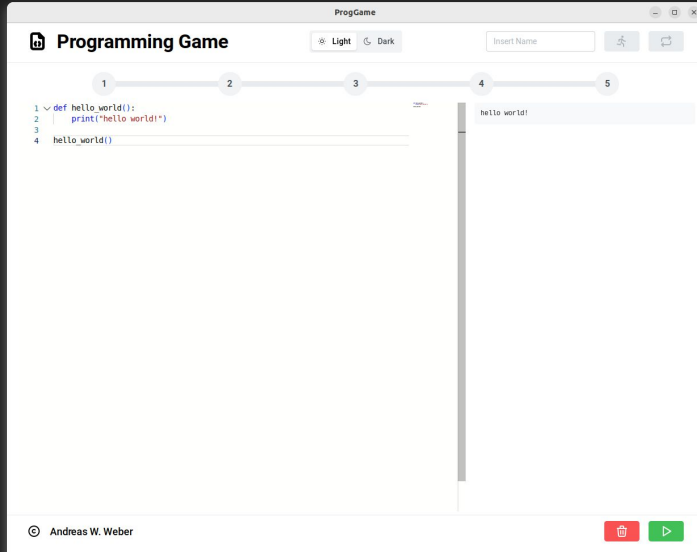 ProgGame
Programming Game
Light Dark
Insert Name
1 2 3 4 5
1 def hello_world():
2     print("hello world!")
3
4 hello_world()
hello world!
© Andreas W. Weber